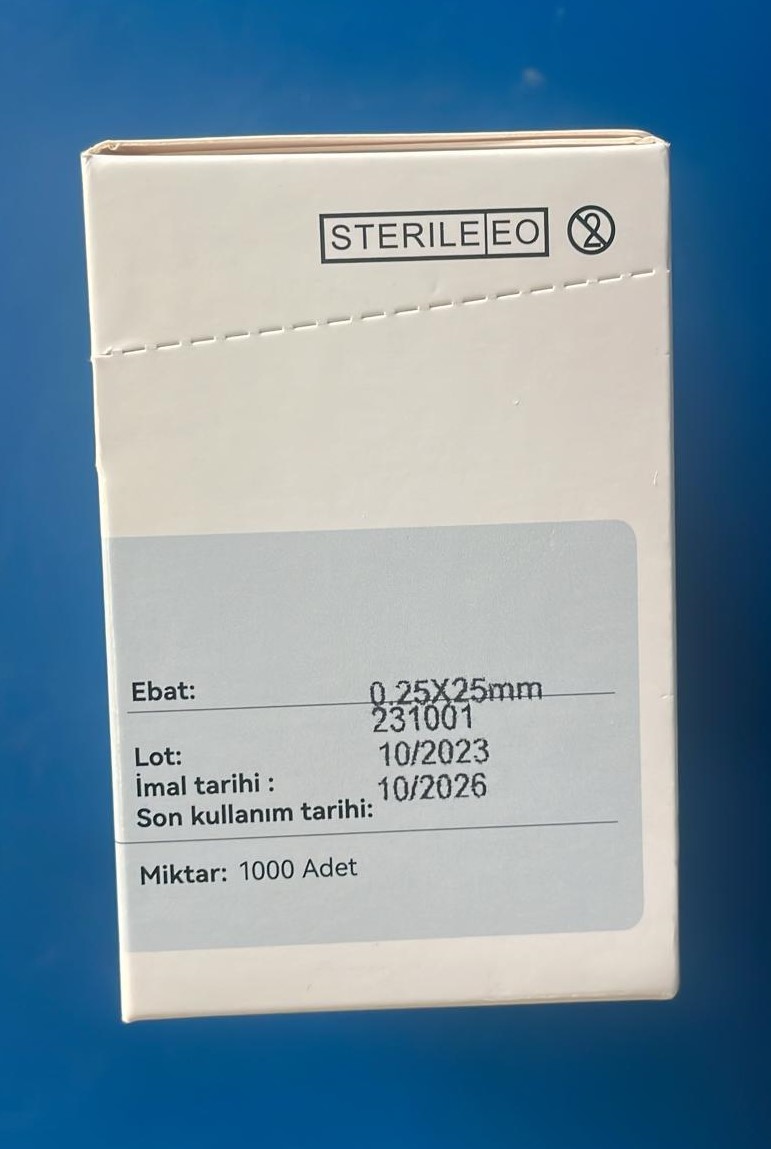 STERILE EO 2
Ebat: 0.25X25mm
Lot: 231001
İmal tarihi : 10/2023
Son kullanım tarihi: 10/2026
Miktar: 1000 Adet